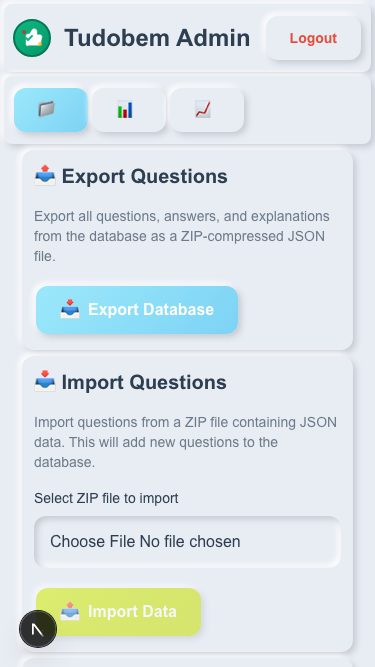 Tudobem Admin
Logout
Export Questions
Export all questions, answers, and explanations
from the database as a ZIP-compressed JSON
file.
Export Database
Import Questions
Import questions from a ZIP file containing JSON
data. This will add new questions to the
database.
Select ZIP file to import
Choose File No file chosen
Import Data